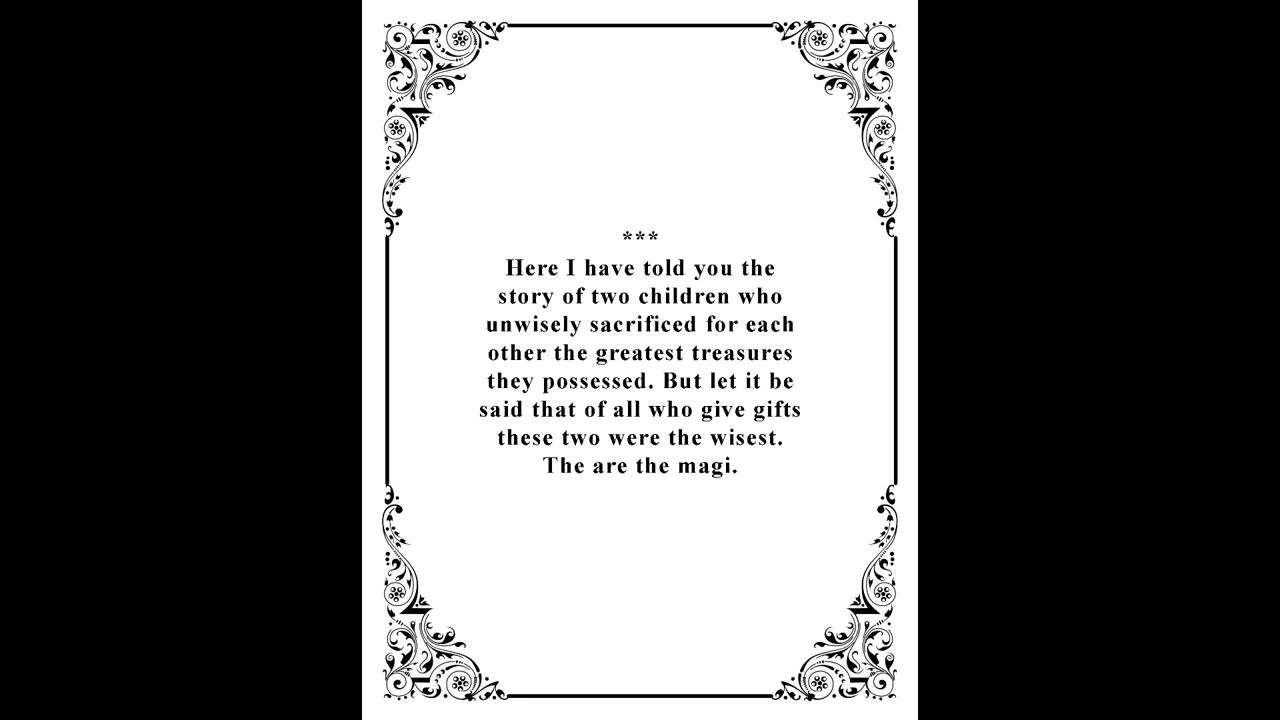 ***
Here I have told you the
story of two children who
unwisely sacrificed for each
other the greatest treasures
they possessed. But let it be
said that of all who give gifts
these two were the wisest.
The are the magi.